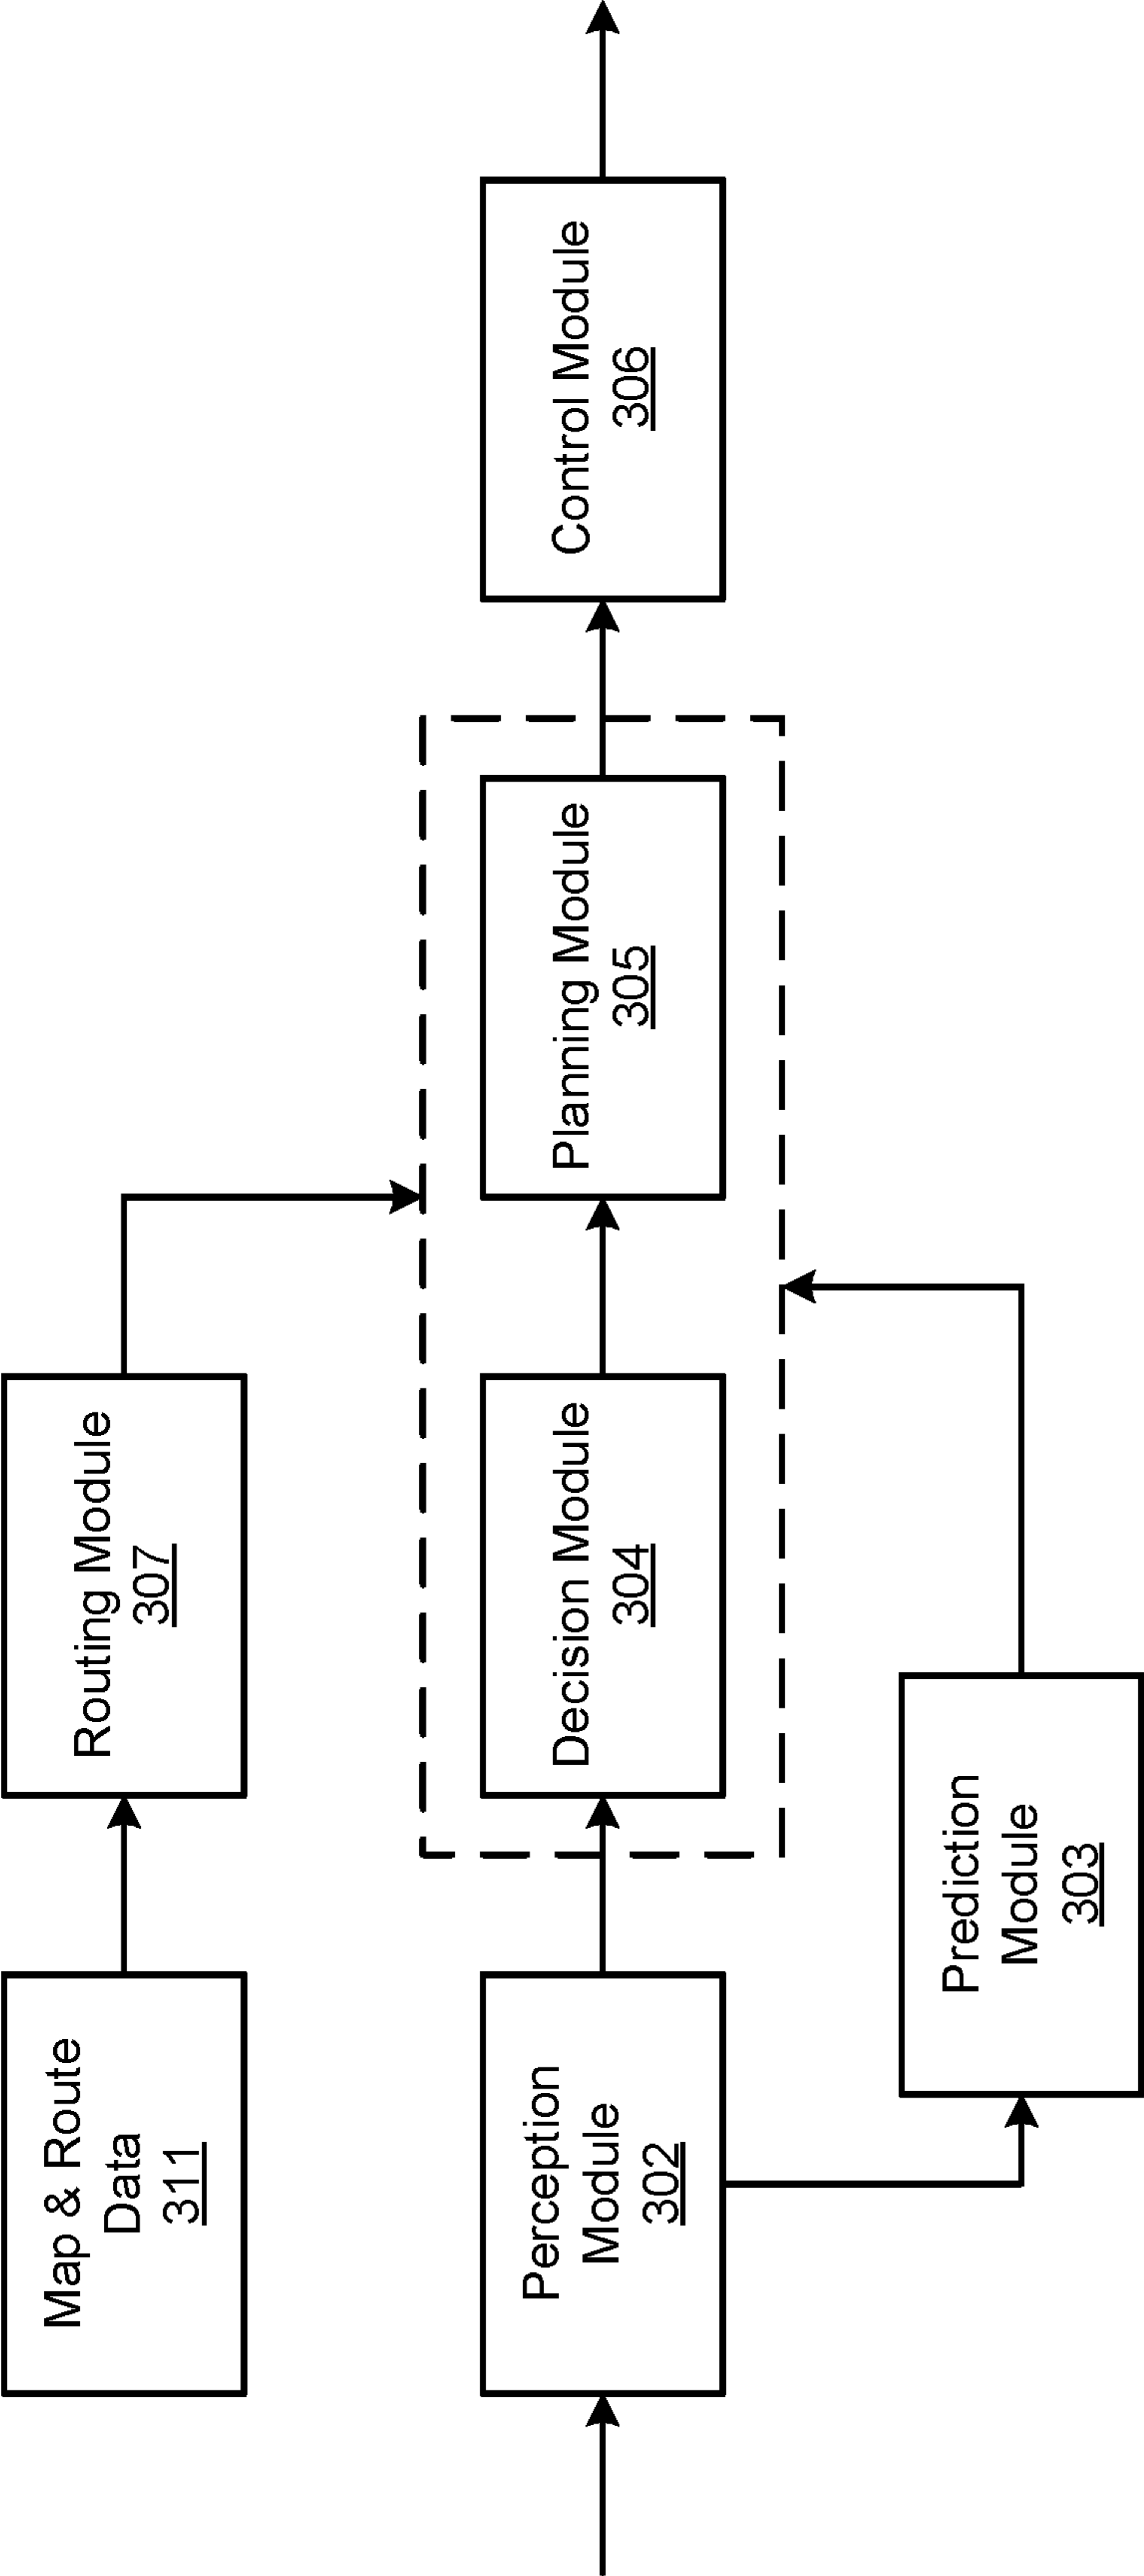 Map & Route
Data
311
Routing Module
307
Perception
Module
302
Decision Module
304
Planning Module
305
Control Module
306
Prediction
Module
303